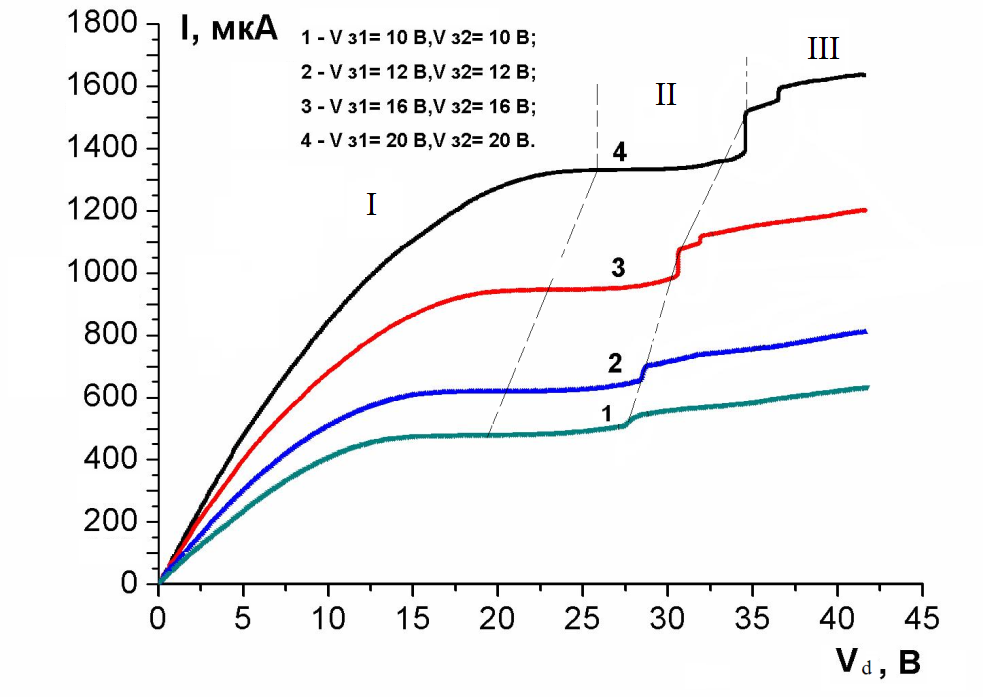 I, мкА
1 - V з1= 10 В,V з2= 10 В;
2 - V з1= 12 В,V з2= 12 В;
3 - V з1= 16 В,V з2= 16 В;
4 - V з1= 20 В,V з2= 20 В.
I
II
III
1800
1600
1400
1200
1000
800
600
400
200
0
4
3
2
1
0 5 10 15 20 25 30 35 40 45
Vd , В